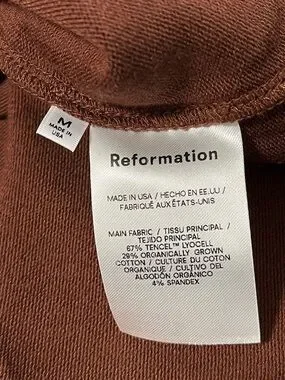 M
MADE IN
USA
Reformation
MADE IN USA / HECHO EN EE.UU /
FABRIQUÉ AUX ÉTATS-UNIS
MAIN FABRIC / TISSU PRINCIPAL /
TEJIDO PRINCIPAL
67% TENCEL™ LYOCELL
29% ORGANICALLY GROWN
COTTON / CULTURE DU COTON
ORGANIQUE / CULTIVO DEL
ALGODÓN ORGÁNICO
4% SPANDEX